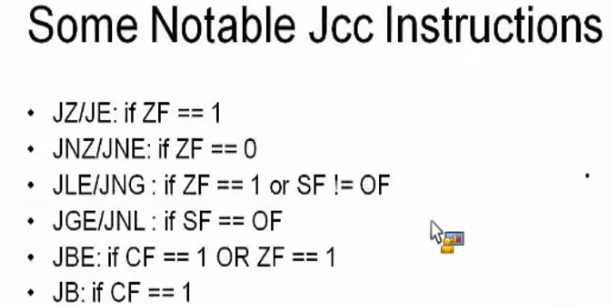 Some Notable Jcc Instructions
• JZ/JE: if ZF == 1
• JNZ/JNE: if ZF == 0
• JLE/JNG : if ZF == 1 or SF != OF
• JGE/JNL : if SF == OF
• JBE: if CF == 1 OR ZF == 1
• JB: if CF == 1